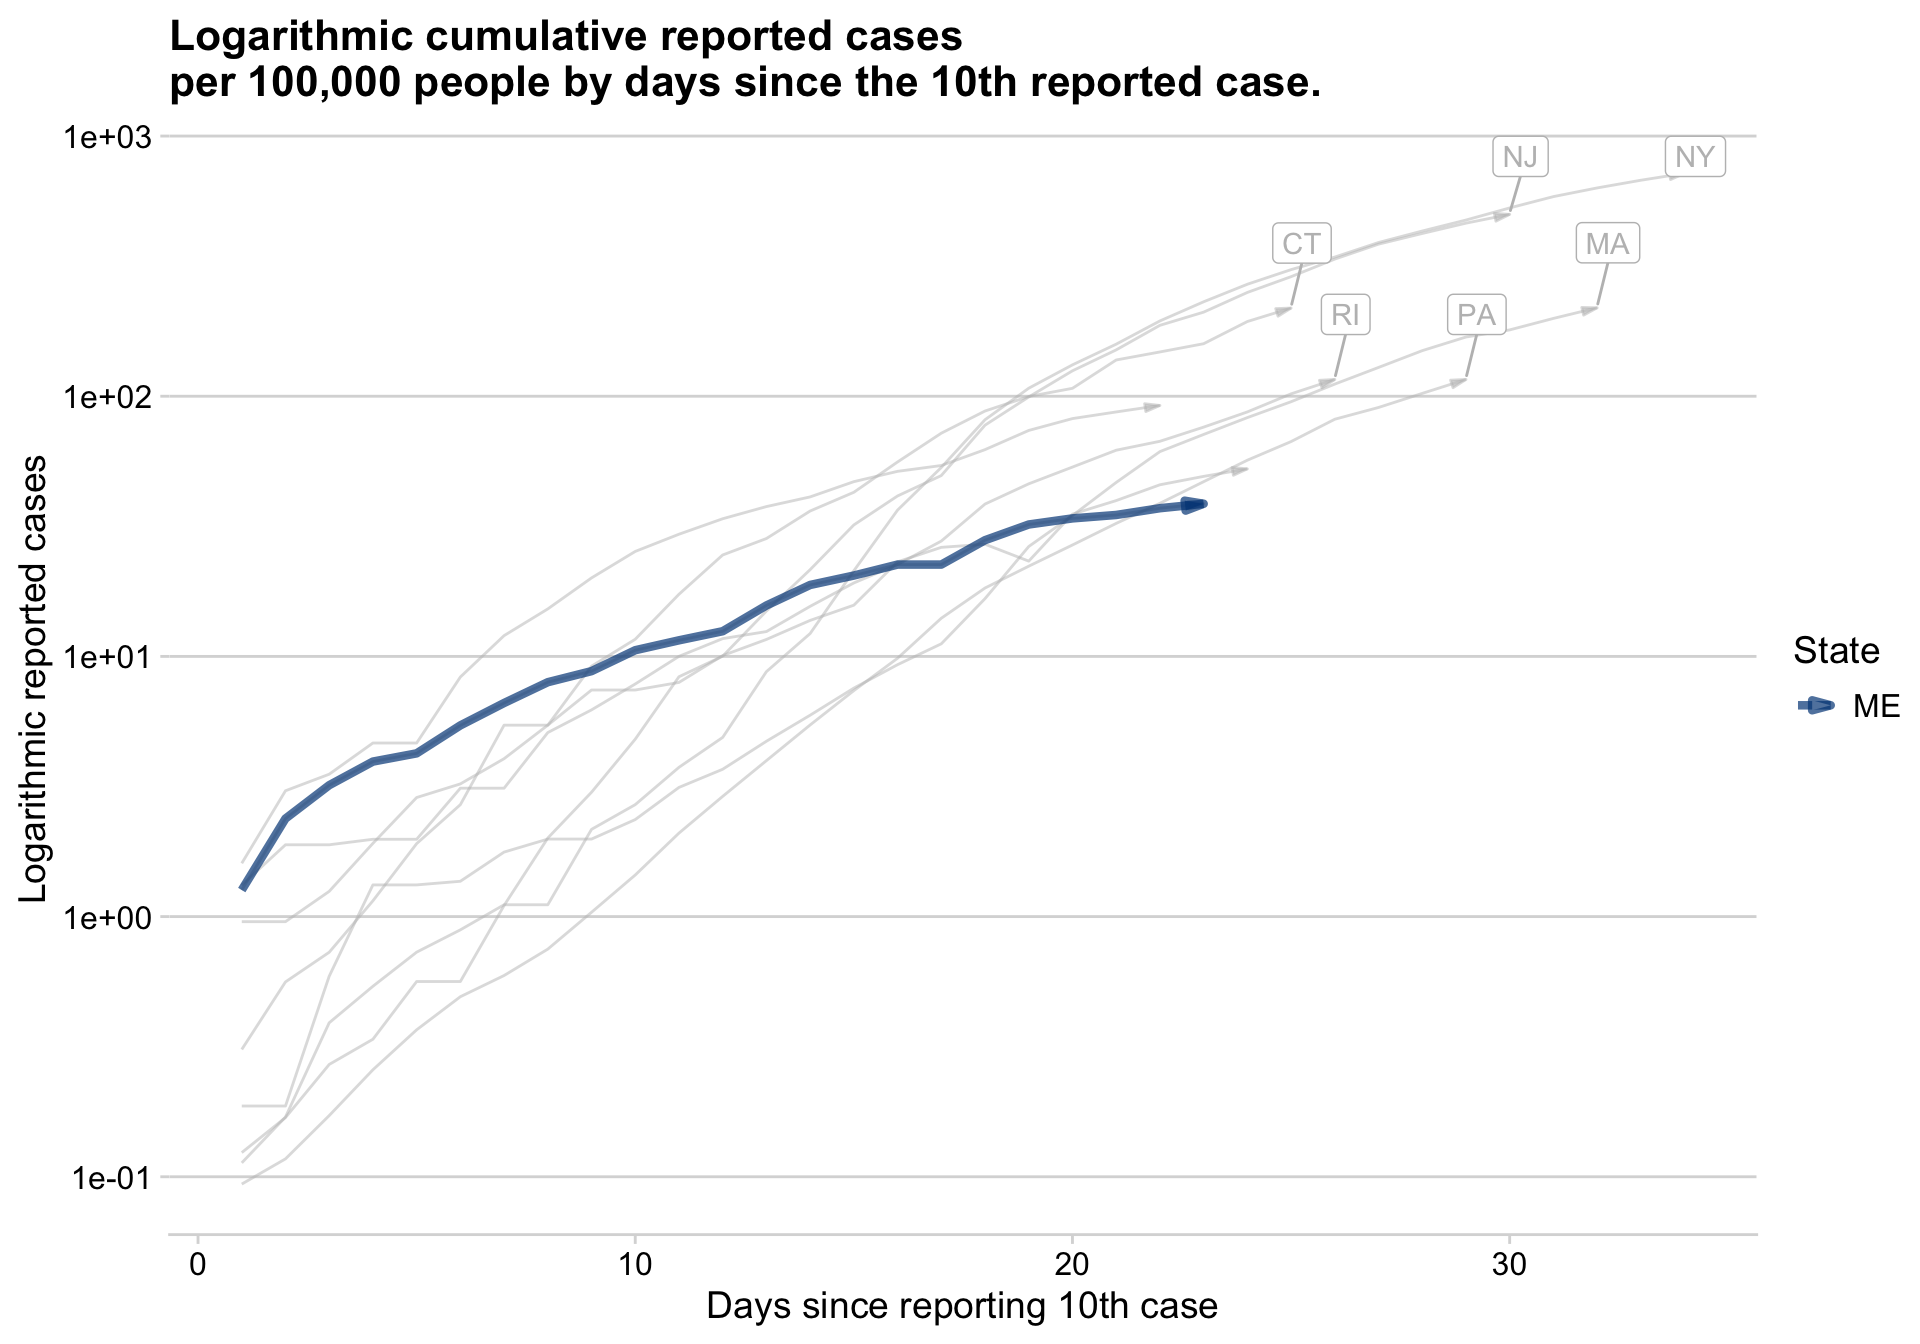 Logarithmic cumulative reported cases
per 100,000 people by days since the 10th reported case.
1e+03
NJ
NY
CT
MA
RI
PA
1e+02
Logarithmic reported cases
1e+01
State
ME
1e+00
1e-01
0 10 20 30
Days since reporting 10th case